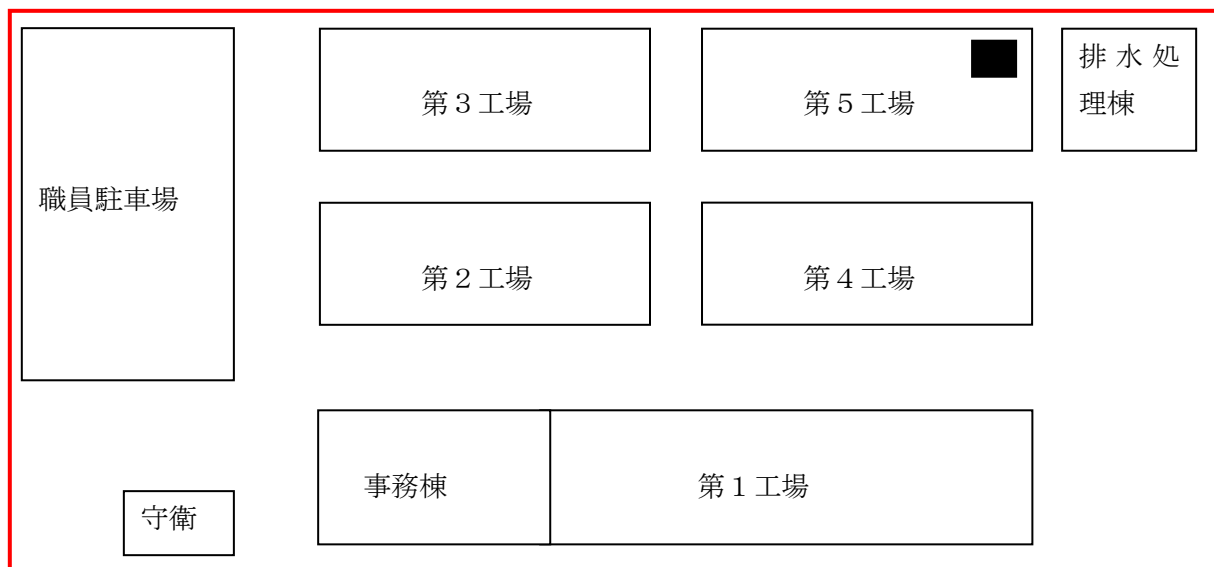 第３工場
第５工場
排水処
理棟
職員駐車場
第２工場
第４工場
事務棟
第１工場
守衛